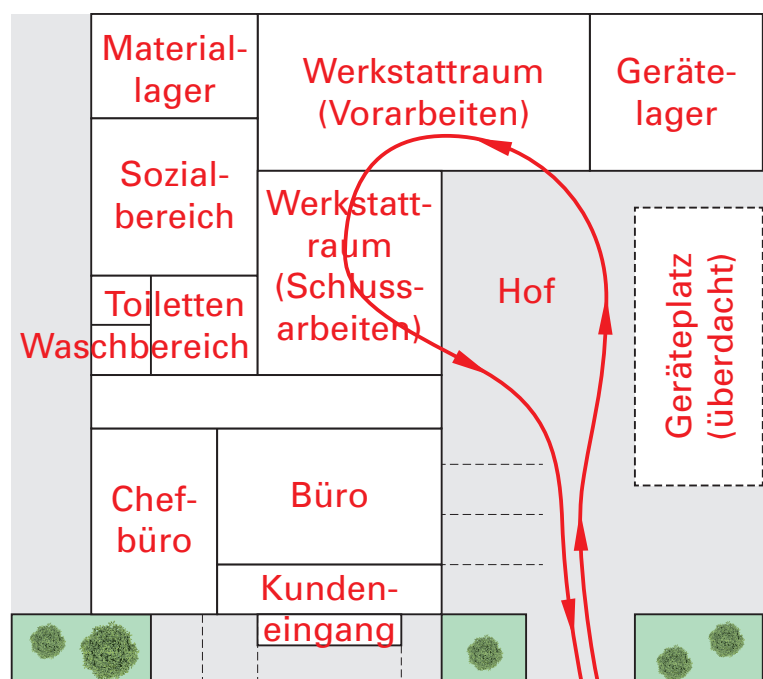 Material-
lager
Werkstattraum
(Vorarbeiten)
Geräte-
lager
Sozial-
bereich
Werkstatt-
raum
(Schluss-
arbeiten)
Hof
Geräteplatz
(überdacht)
Toiletten
Waschbereich
Chef-
büro
Büro
Kunden-
eingang